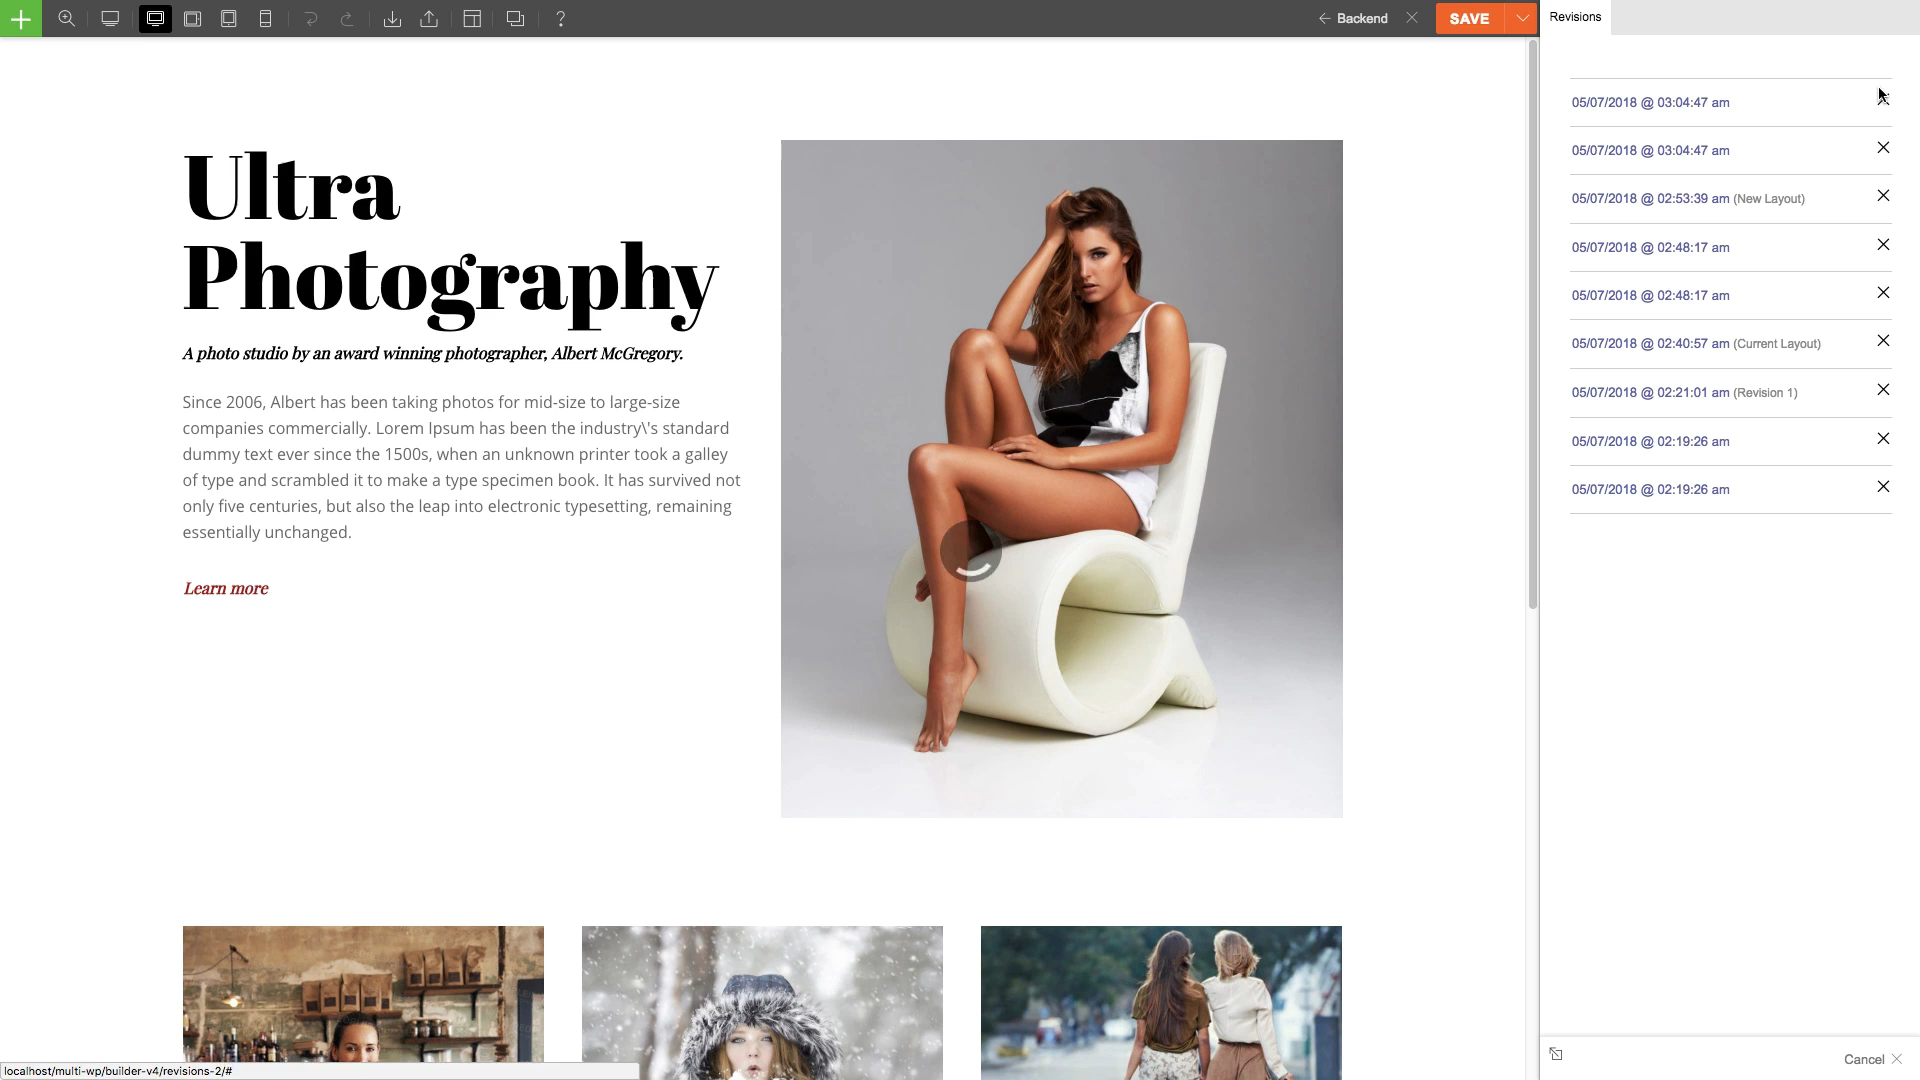 Backend
SAVE
Revisions
Ultra
Photography
A photo studio by an award winning photographer, Albert McGregory.
Since 2006, Albert has been taking photos for mid-size to large-size
companies commercially. Lorem Ipsum has been the industry\'s standard
dummy text ever since the 1500s, when an unknown printer took a galley
of type and scrambled it to make a type specimen book. It has survived not
only five centuries, but also the leap into electronic typesetting, remaining
essentially unchanged.
Learn more
05/07/2018 @ 03:04:47 am
05/07/2018 @ 03:04:47 am
05/07/2018 @ 02:53:39 am (New Layout)
05/07/2018 @ 02:48:17 am
05/07/2018 @ 02:48:17 am
05/07/2018 @ 02:40:57 am (Current Layout)
05/07/2018 @ 02:21:01 am (Revision 1)
05/07/2018 @ 02:19:26 am
05/07/2018 @ 02:19:26 am
Cancel
localhost/multi-wp/builder-v4/revisions-2/#